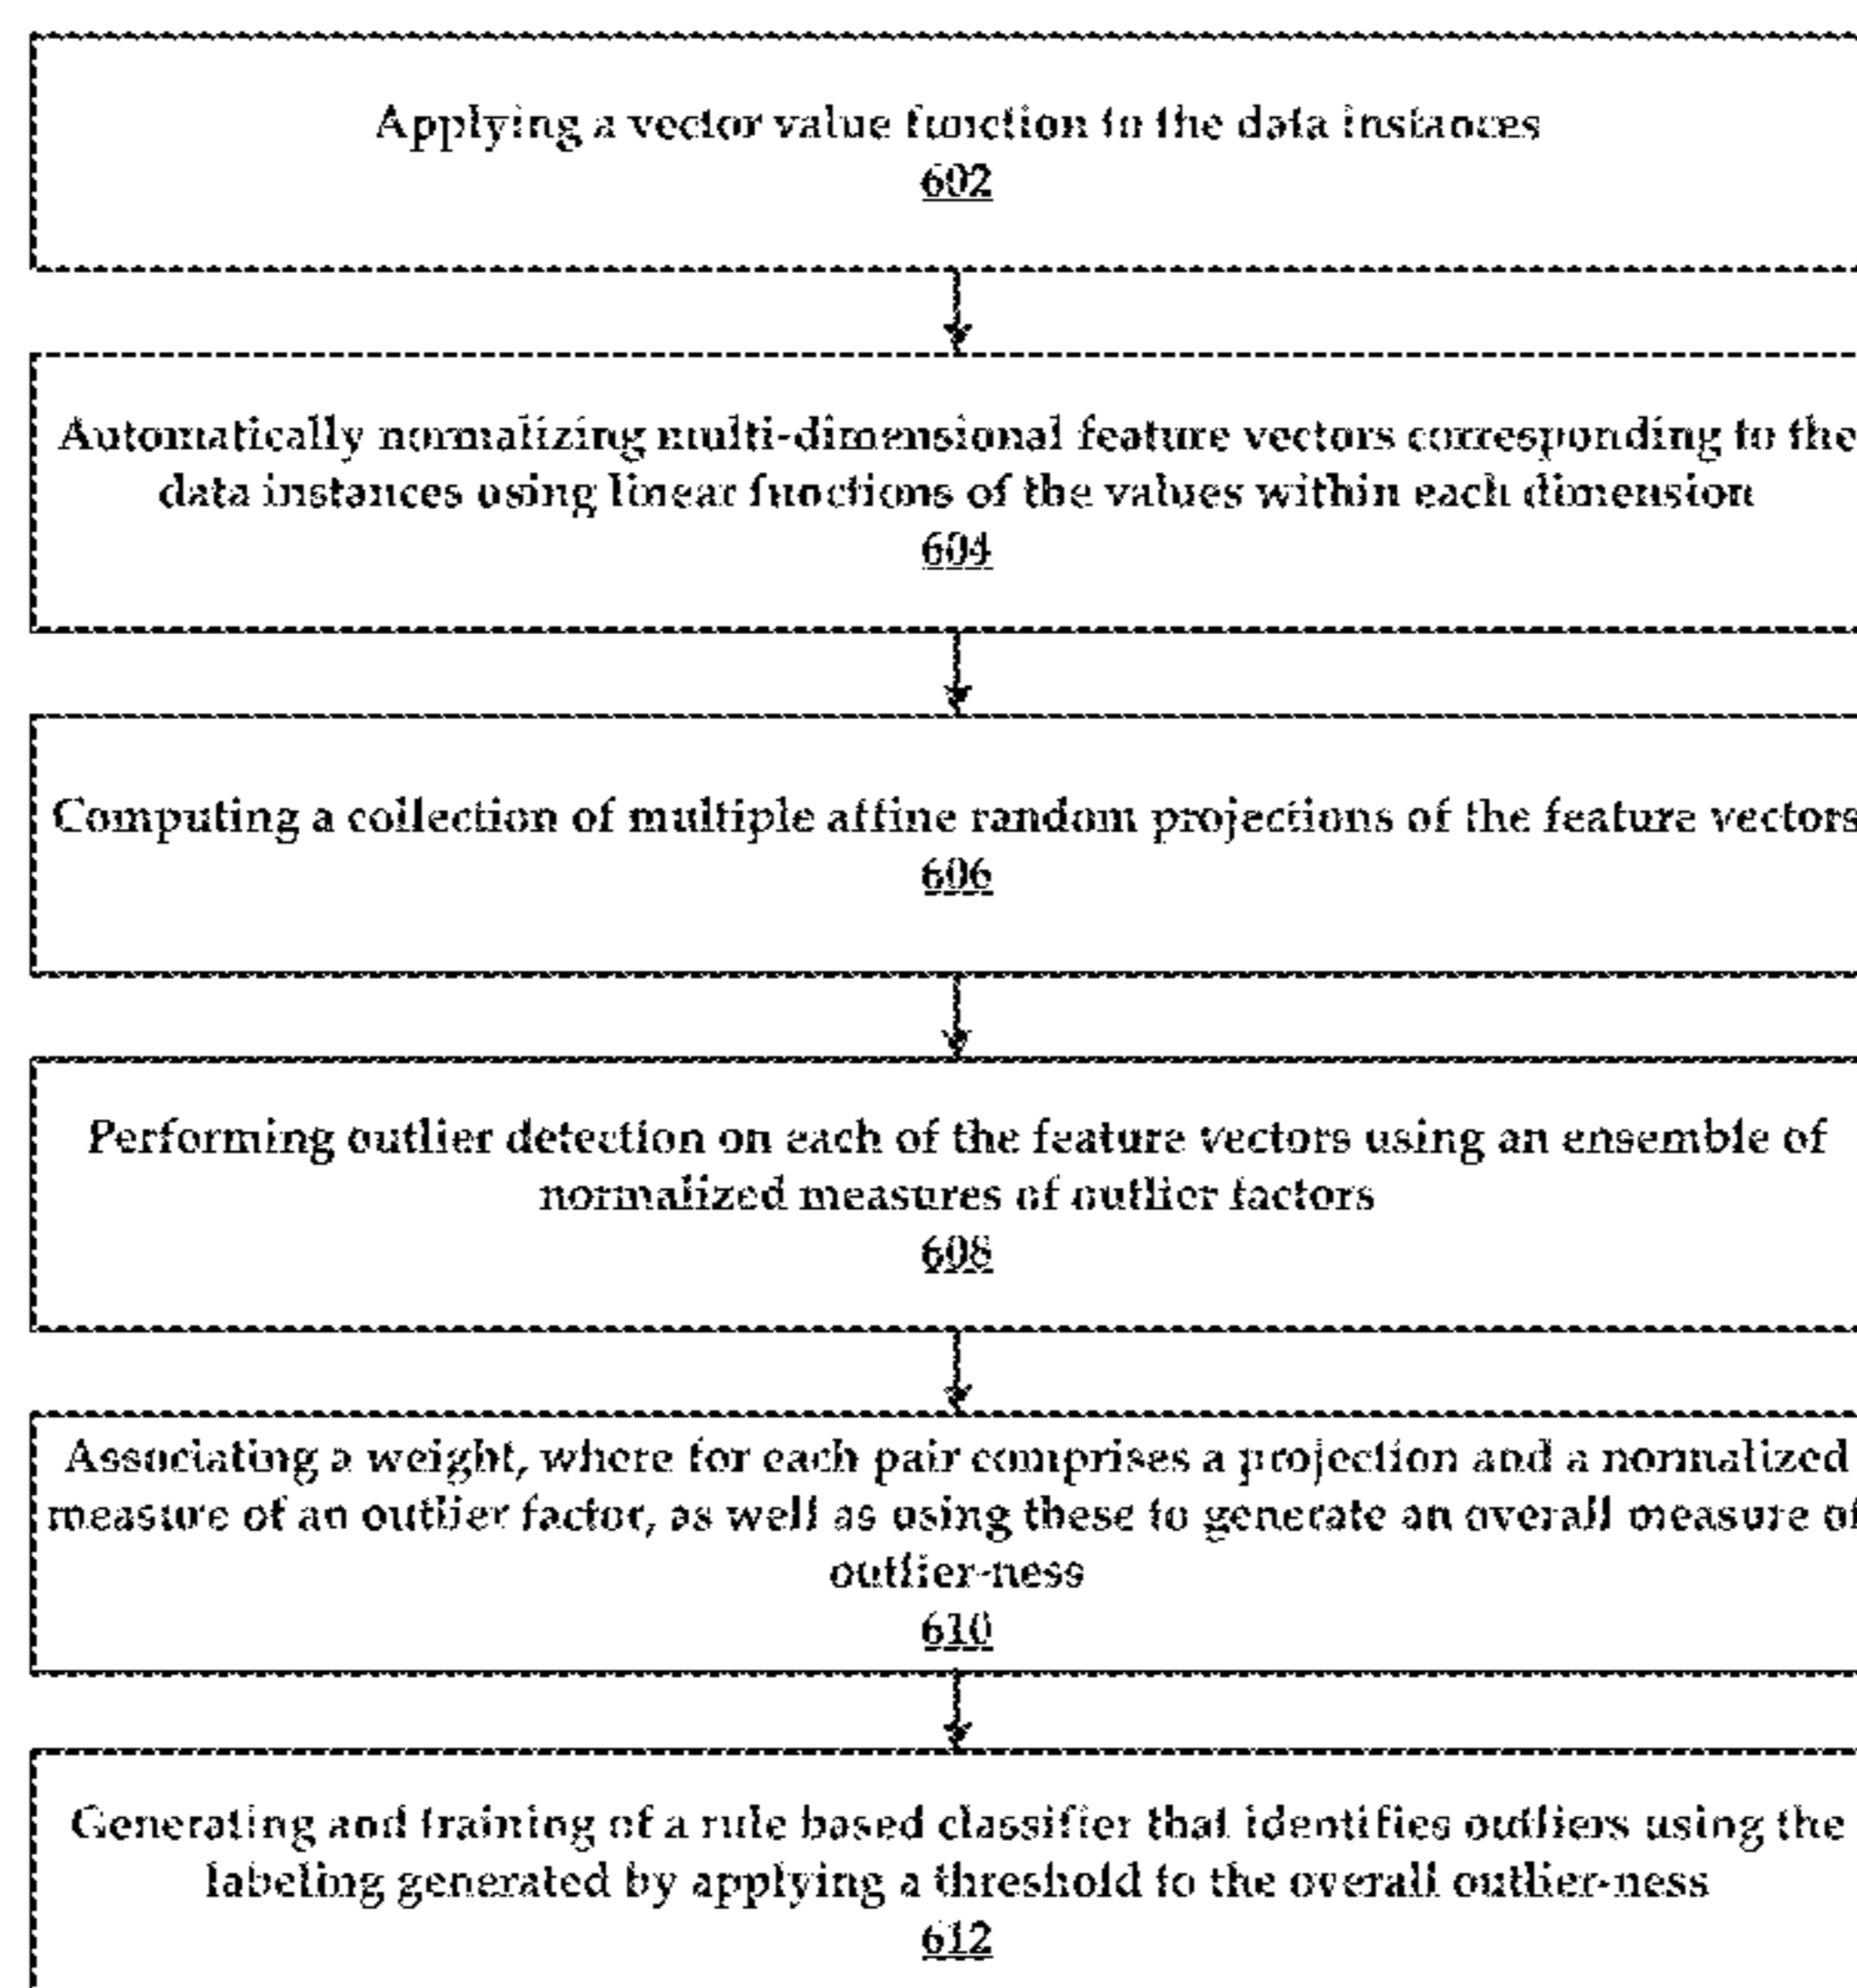 Applying a vector value function to the data instances
602
Automatically normalizing multi-dimensional feature vectors corresponding to the
data instances using linear functions of the values within each dimension
604
Computing a collection of multiple affine random projections of the feature vectors
606
Performing outlier detection on each of the feature vectors using an ensemble of
normalized measures of outlier factors
608
Associating a weight, where for each pair comprises a projection and a normalized
measure of an outlier factor, as well as using these to generate an overall measure of
outlier-ness
610
Generating and training of a rule based classifier that identifies outliers using the
labeling generated by applying a threshold to the overall outlier-ness
612